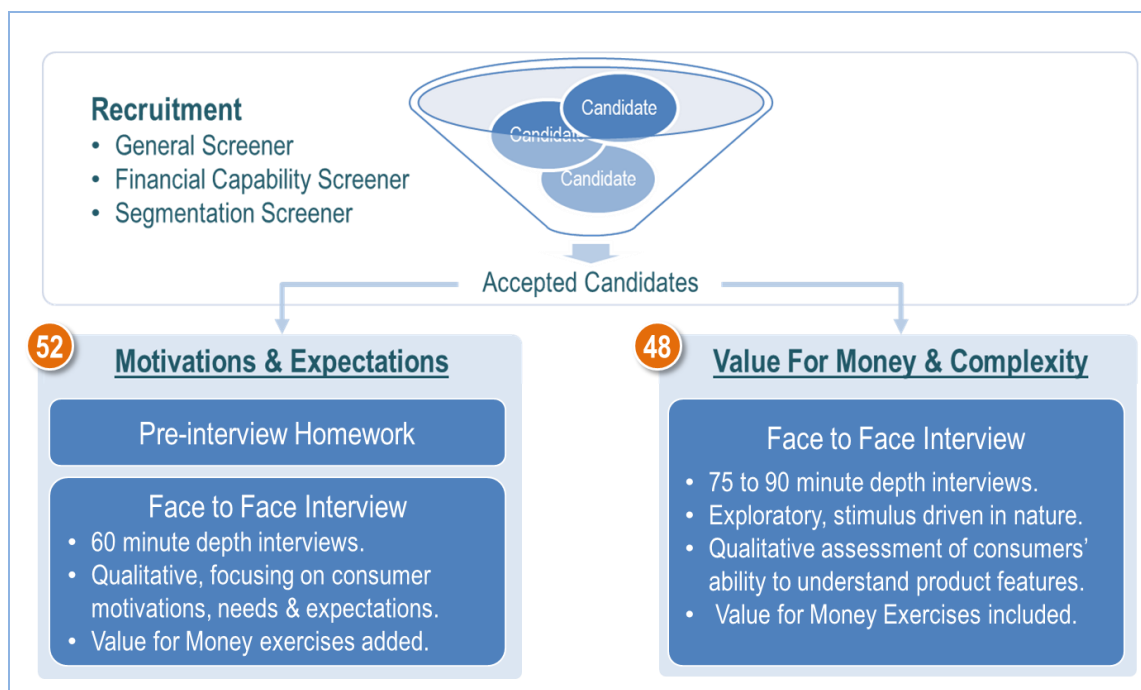 Candidate
Candidate
Candidate
Recruitment
• General Screener
• Financial Capability Screener
• Segmentation Screener
Accepted Candidates
52
Motivations & Expectations
Pre-interview Homework
Face to Face Interview
• 60 minute depth interviews.
• Qualitative, focusing on consumer
motivations, needs & expectations.
• Value for Money exercises added.
48
Value For Money & Complexity
Face to Face Interview
• 75 to 90 minute depth interviews.
• Exploratory, stimulus driven in nature.
• Qualitative assessment of consumers’
ability to understand product features.
• Value for Money Exercises included.